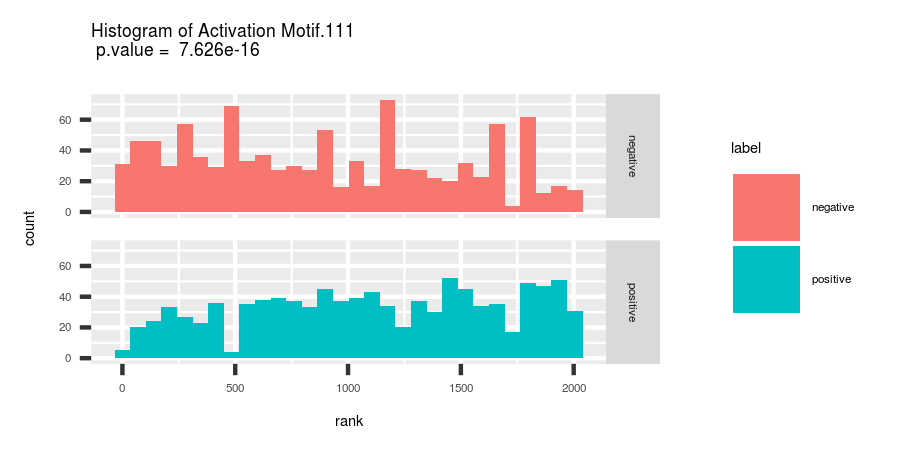 Histogram of Activation Motif.111
p.value = 7.626e-16
count
60
40
20
0
negative
60
40
20
0
positive
0 500 1000 1500 2000
rank
label
negative
positive